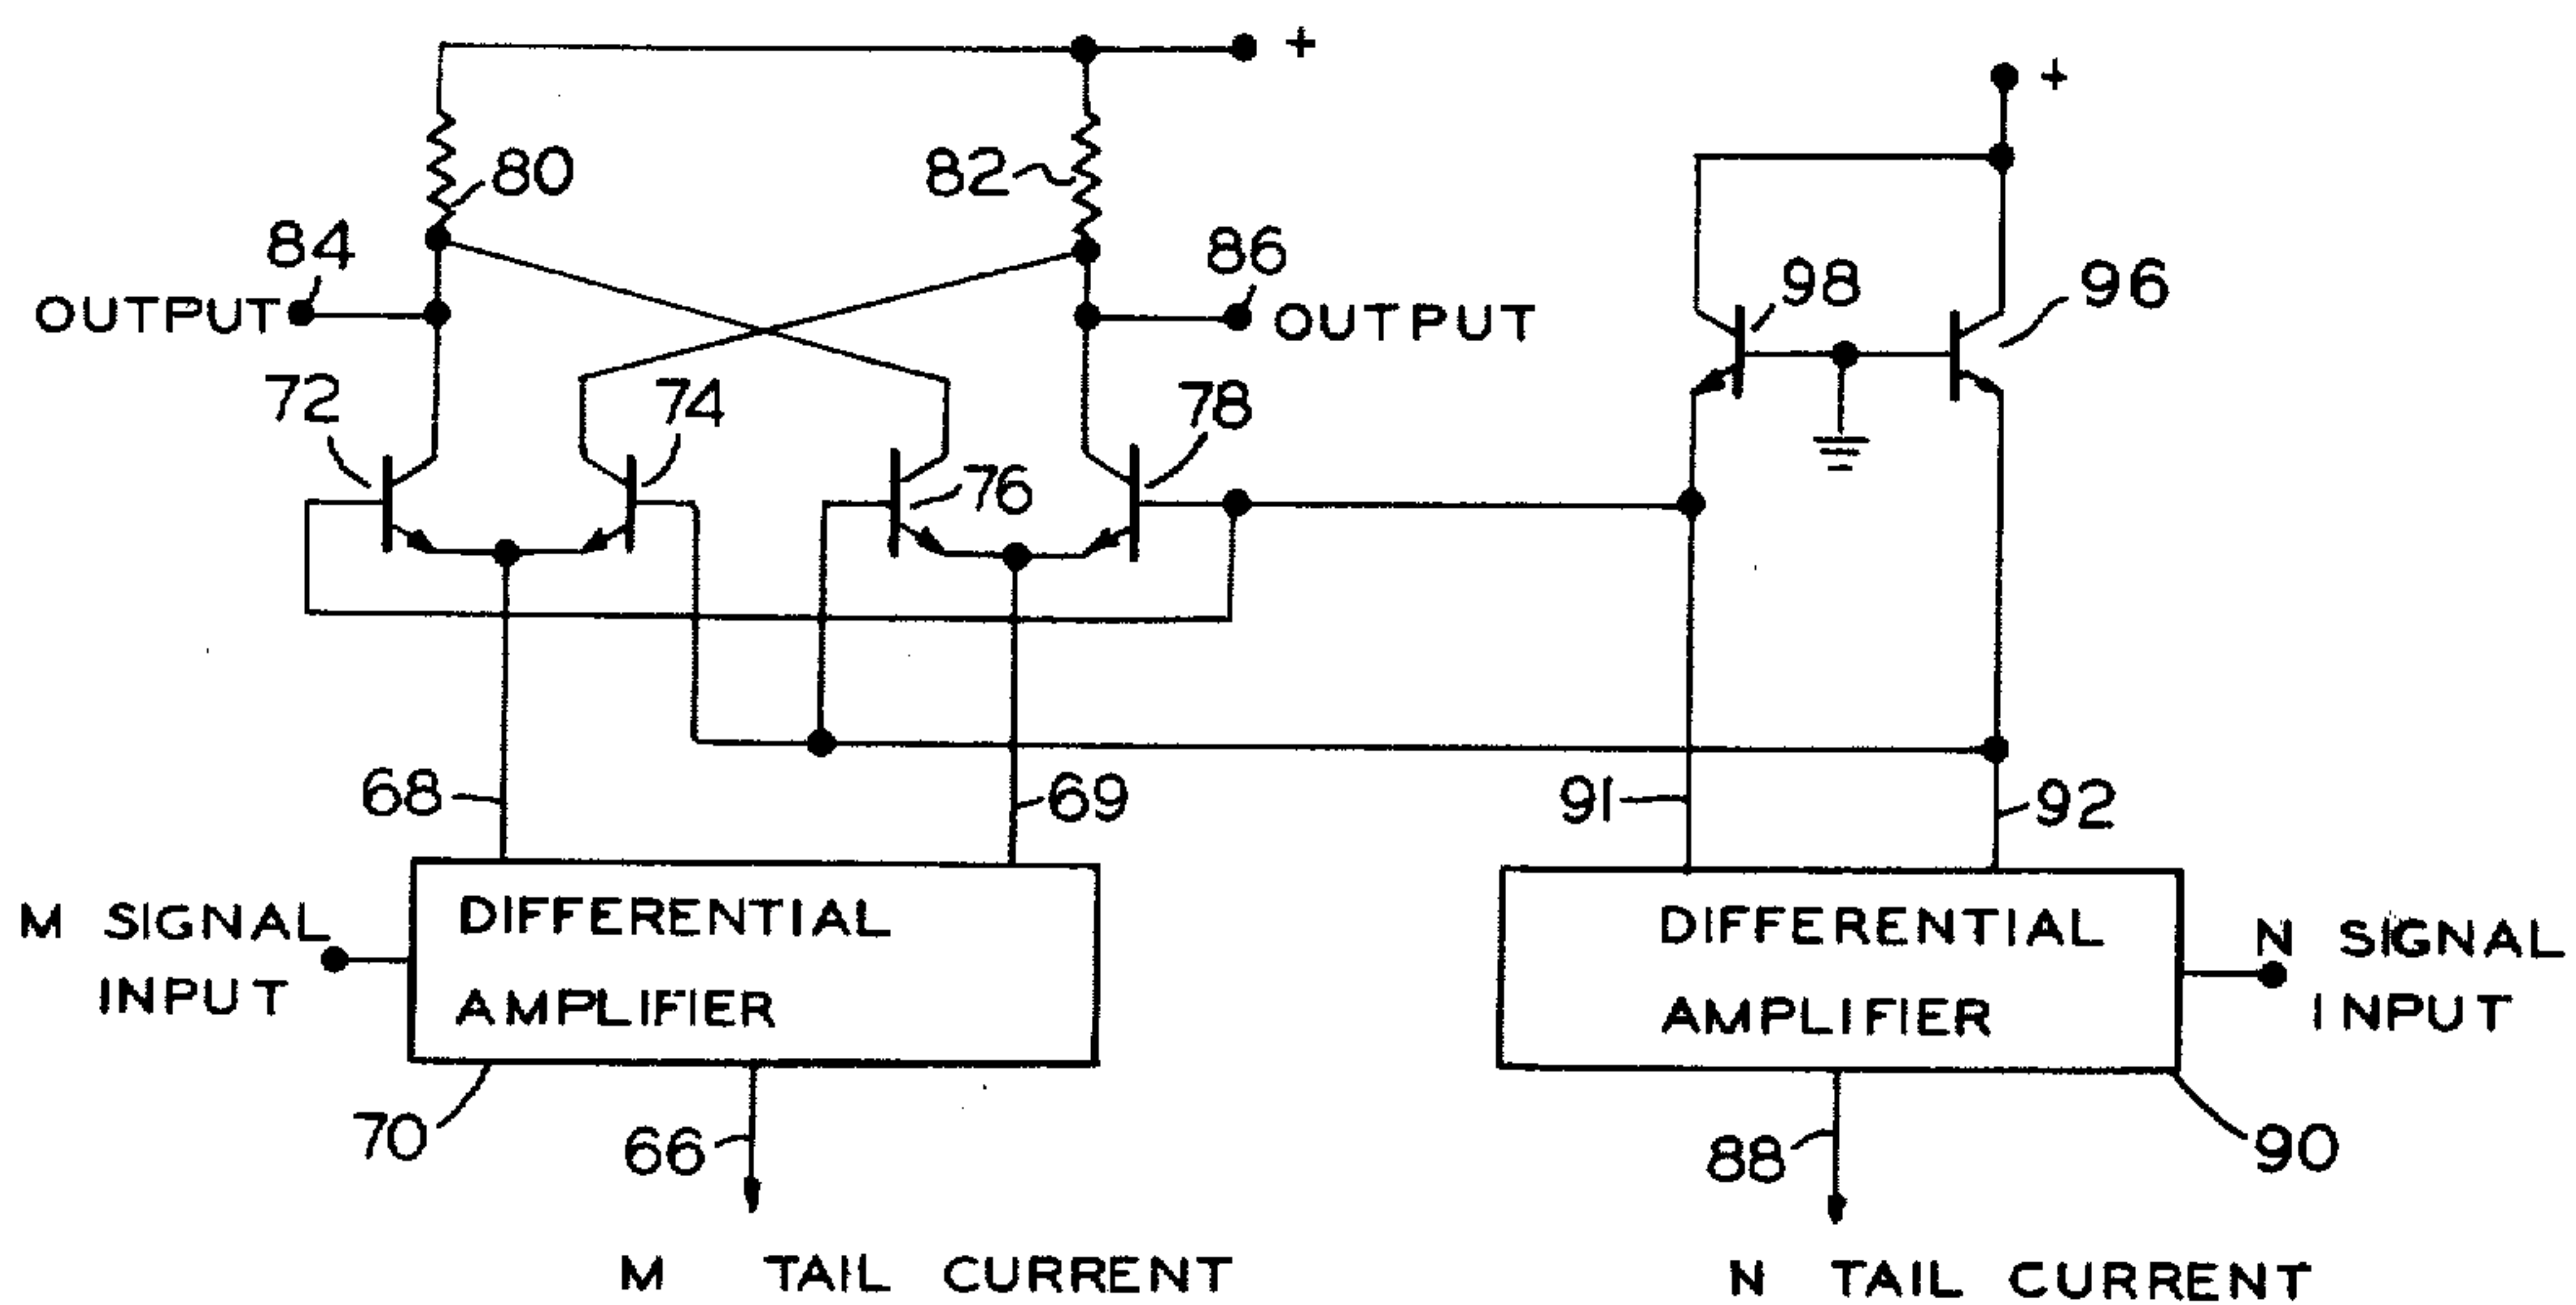 +
+
80
82
84
86
OUTPUT
OUTPUT
98
96
72
74
76
78
68
69
91
92
M SIGNAL
INPUT
DIFFERENTIAL
AMPLIFIER
DIFFERENTIAL
AMPLIFIER
N SIGNAL
INPUT
70
66
88
90
M TAIL CURRENT
N TAIL CURRENT